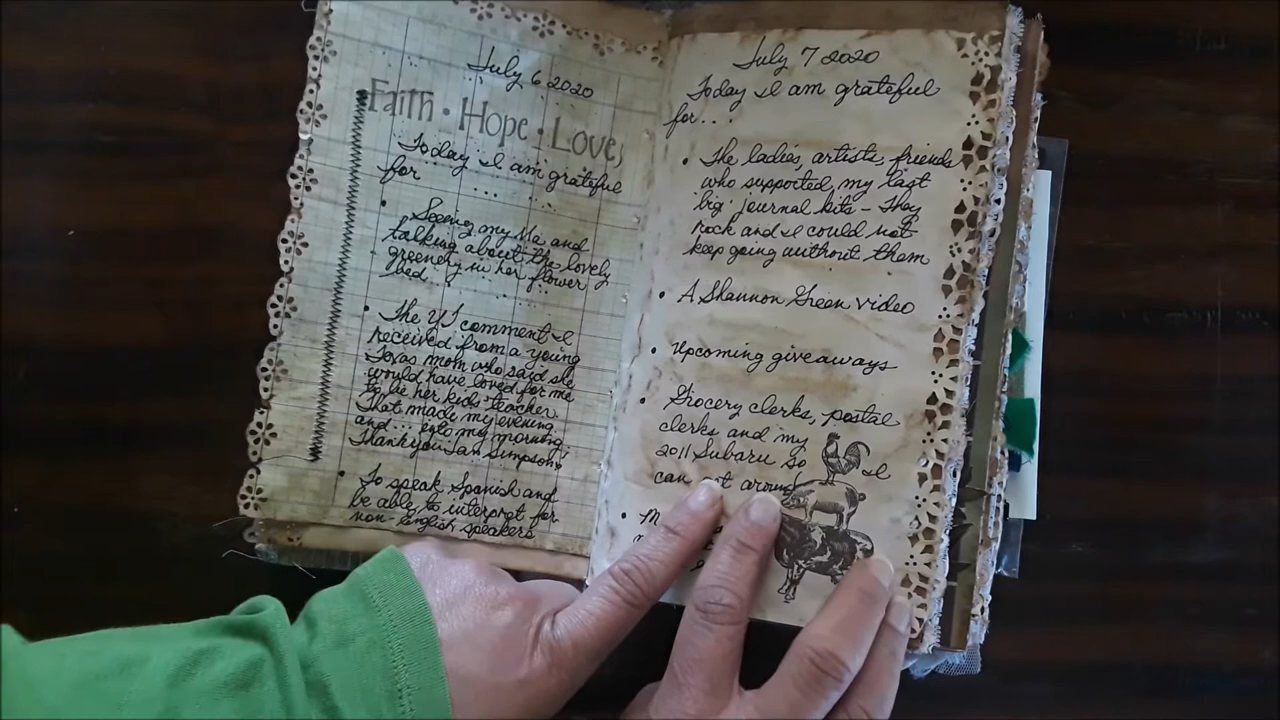 July 6 2020
Faith • Hope • Love,
Today I am grateful
for ....
• Seeing my Ma and
talking about the lovely
greenery in her flower
bed.
• The YT comment I
received from a young
Texas mom who said she
would have loved for me
to be her kids' teacher.
That made my evening
and... into my morning,
Thank you Jan Simpson
• To speak Spanish and
be able to interpret for
non-English speakers
July 7 2020
Today I am grateful
for...
• The ladies, artists, friends
who supported my last
big journal kits - They
rock and I could not
keep going without them
• A Shannon Green video
• Upcoming giveaways
• Grocery clerks, postal
clerks and my
2011 Subaru so I
can get around